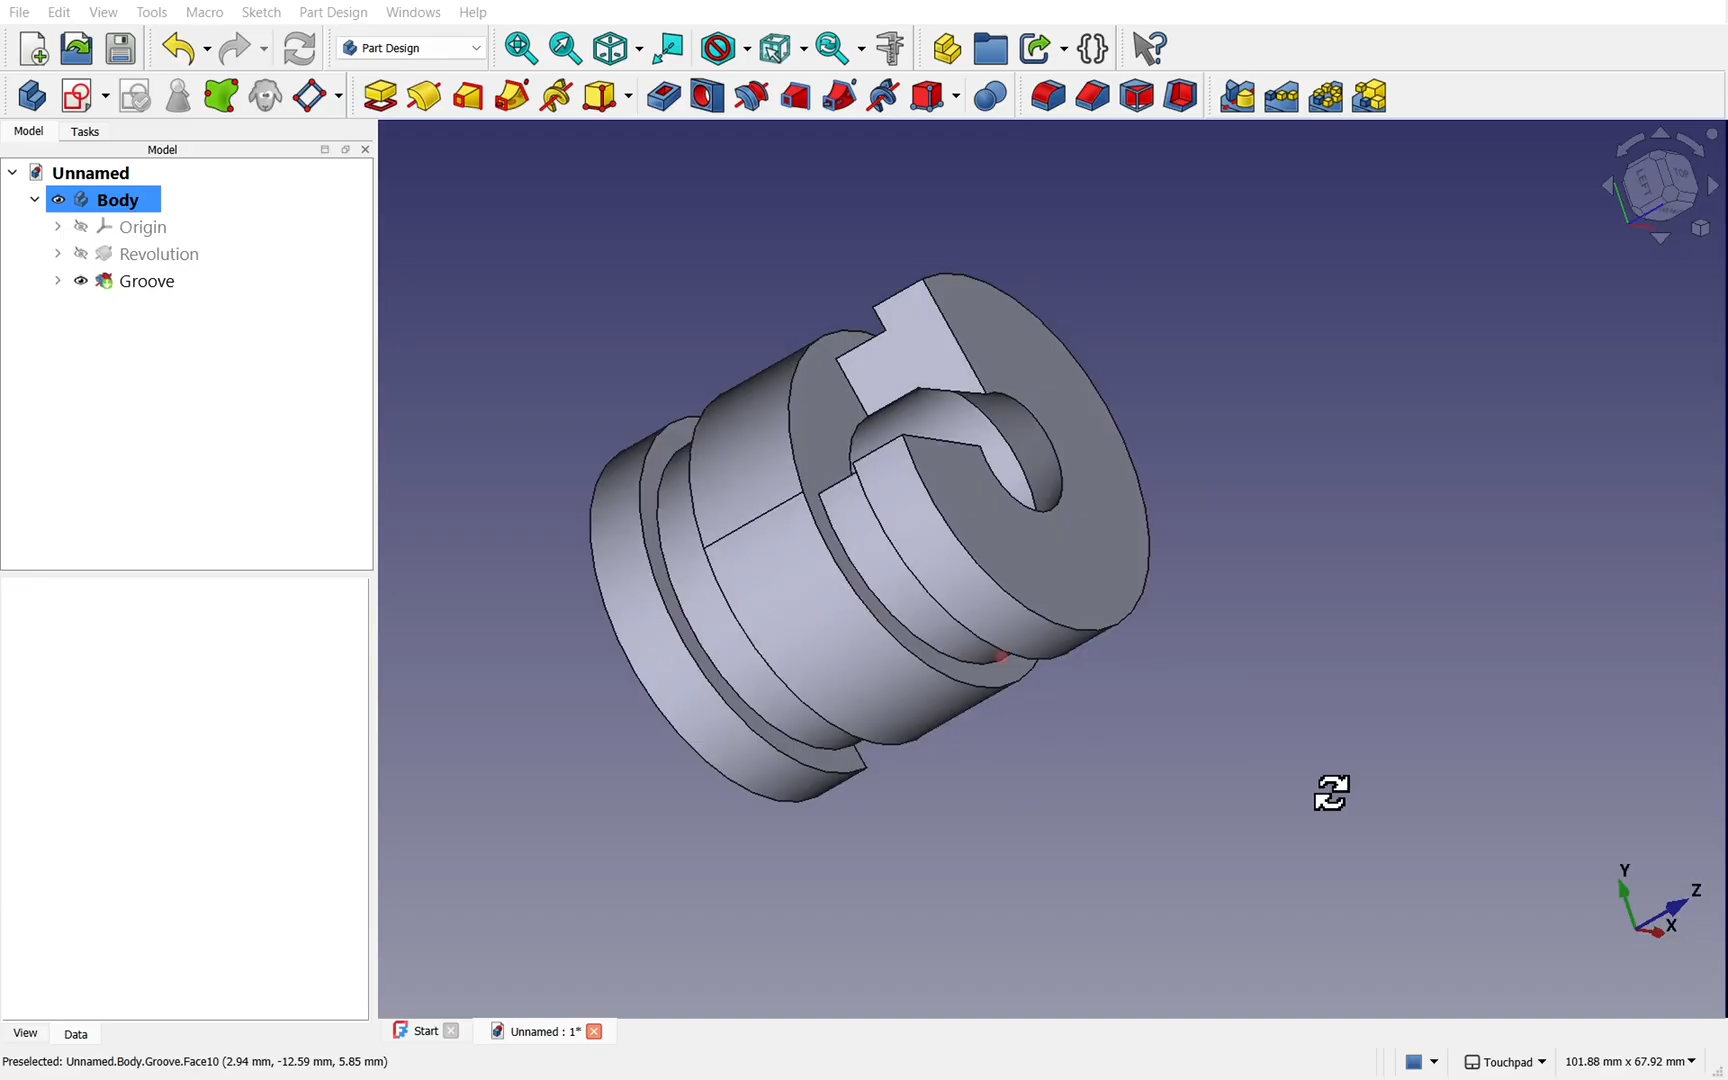 File Edit View Tools Macro Sketch Part Design Windows Help
Part Design
Model Tasks
Model
Unnamed
Body
Origin
Revolution
Groove
LEFT
TOP
Y
Z
X
View Data
Start Unnamed : 1*
Preselected: Unnamed.Body.Groove.Face10 (2.94 mm, -12.59 mm, 5.85 mm)
Touchpad
101.88 mm x 67.92 mm